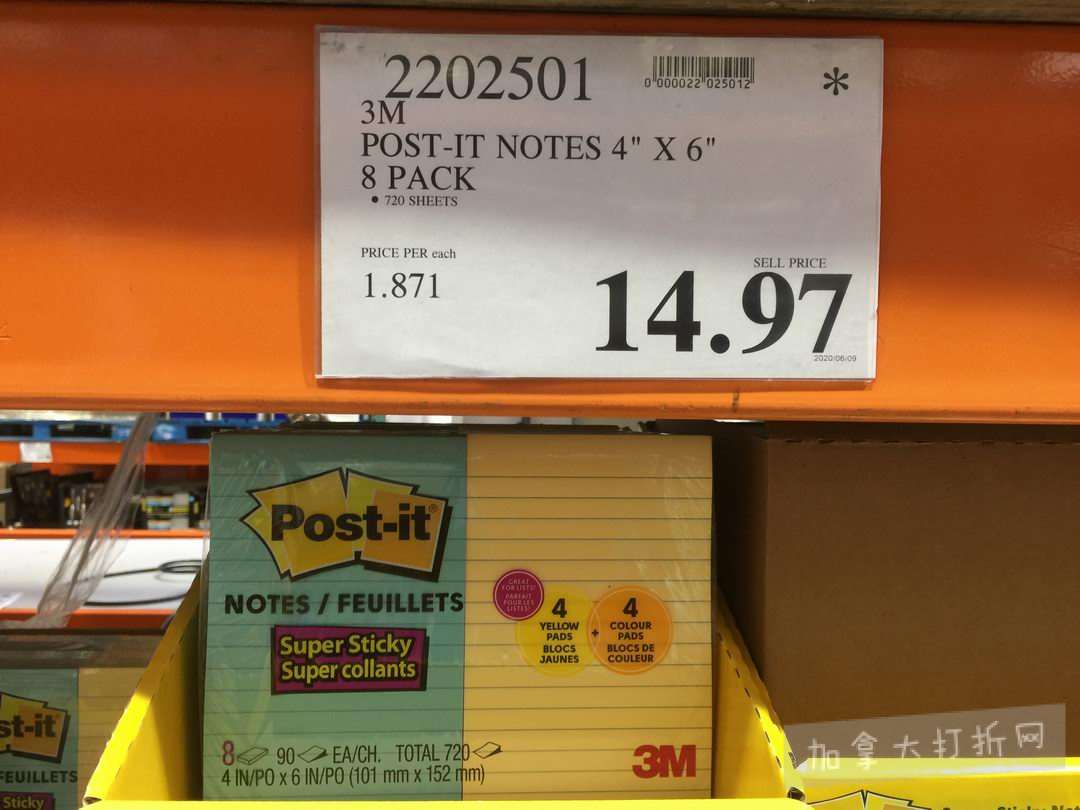 2202501
0 000022 025012
*
3M
POST-IT NOTES 4" X 6"
8 PACK
• 720 SHEETS
PRICE PER each
1.871
SELL PRICE
14.97
2020/06/09
Post-it®
NOTES / FEUILLETS
Super Sticky
Super collants
GREAT
FOR LISTS!
PARFAIT
POUR LES
LISTES!
4
YELLOW
PADS
BLOCS
JAUNES
+
4
COLOUR
PADS
BLOCS DE
COULEUR
8 90 EA/CH. TOTAL 720
4 IN/PO x 6 IN/PO (101 mm x 152 mm)
3M
st-it
FEUILLETS
Sticky
加拿大打折网